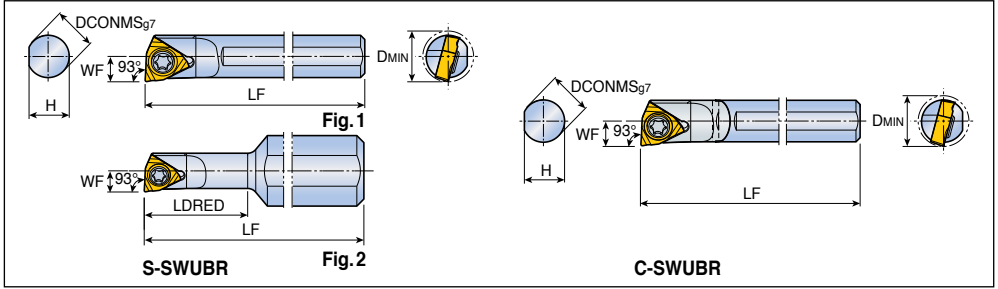 DCONMSg7
WF
93°
H
LF
DMIN
Fig.1
WF
93°
LDRED
LF
Fig.2
S-SWUBR
DCONMSg7
WF
93°
H
LF
DMIN
C-SWUBR